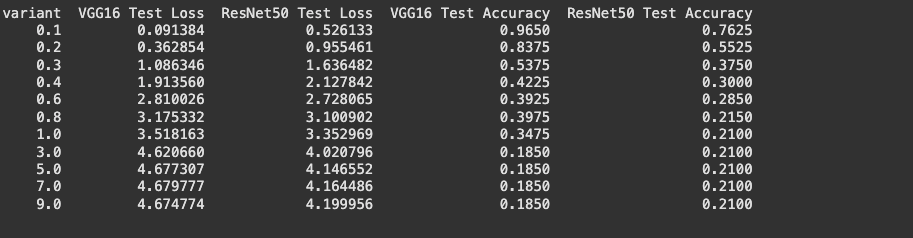 variant VGG16 Test Loss ResNet50 Test Loss VGG16 Test Accuracy ResNet50 Test Accuracy
0.1 0.091384 0.526133 0.9650 0.7625
0.2 0.362854 0.955461 0.8375 0.5525
0.3 1.086346 1.636482 0.5375 0.3750
0.4 1.913560 2.127842 0.4225 0.3000
0.6 2.810026 2.728065 0.3925 0.2850
0.8 3.175332 3.100902 0.3975 0.2150
1.0 3.518163 3.352969 0.3475 0.2100
3.0 4.620660 4.020796 0.1850 0.2100
5.0 4.677307 4.146552 0.1850 0.2100
7.0 4.679777 4.164486 0.1850 0.2100
9.0 4.674774 4.199956 0.1850 0.2100